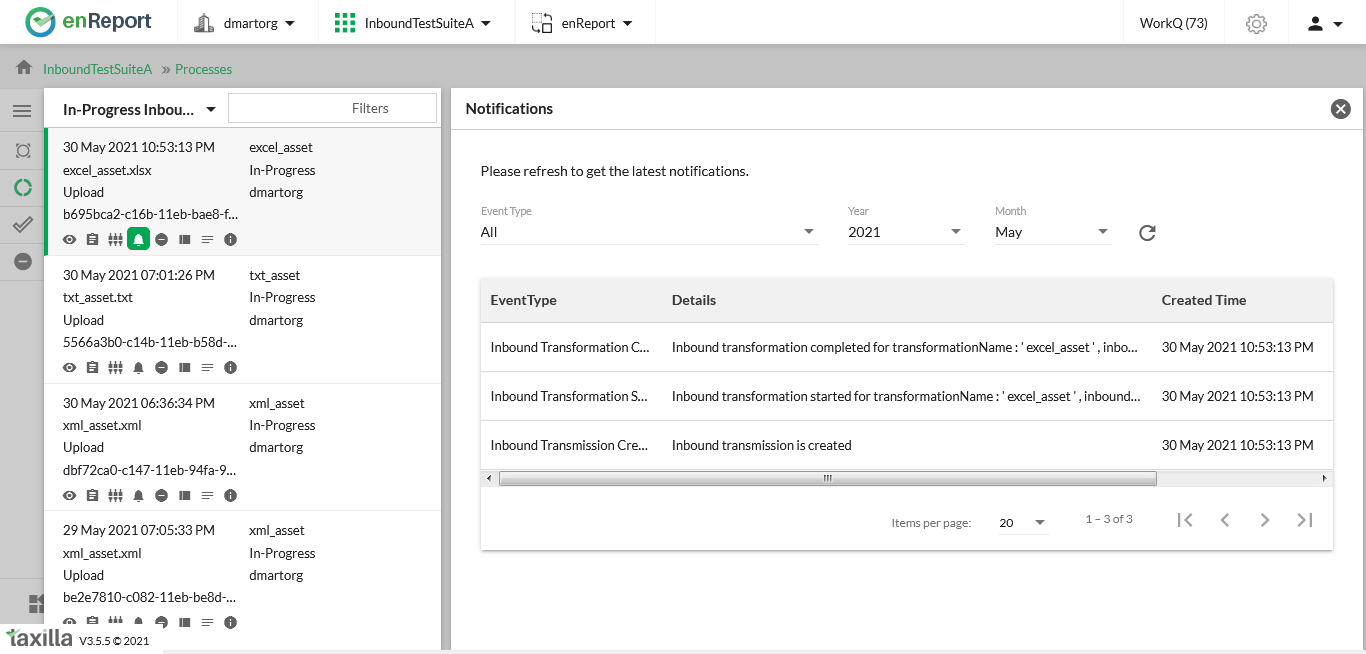 enReport
dmartorg
InboundTestSuiteA
enReport
WorkQ (73)
InboundTestSuiteA » Processes
In-Progress Inbou...
Filters
30 May 2021 10:53:13 PM excel_asset
excel_asset.xlsx In-Progress
Upload dmartorg
b695bca2-c16b-11eb-bae8-f...
30 May 2021 07:01:26 PM txt_asset
txt_asset.txt In-Progress
Upload dmartorg
5566a3b0-c14b-11eb-b58d-...
30 May 2021 06:36:34 PM xml_asset
xml_asset.xml In-Progress
Upload dmartorg
dbf72ca0-c147-11eb-94fa-9...
29 May 2021 07:05:33 PM xml_asset
xml_asset.xml In-Progress
Upload dmartorg
be2e7810-c082-11eb-be8d-...
taxilla V3.5.5 © 2021
Notifications
Please refresh to get the latest notifications.
Event Type Year Month
All 2021 May
EventType Details Created Time
Inbound Transformation C... Inbound transformation completed for transformationName : ' excel_asset ' , inbo... 30 May 2021 10:53:13 PM
Inbound Transformation S... Inbound transformation started for transformationName : ' excel_asset ' , inbound... 30 May 2021 10:53:13 PM
Inbound Transmission Cre... Inbound transmission is created 30 May 2021 10:53:13 PM
Items per page: 20 1 – 3 of 3